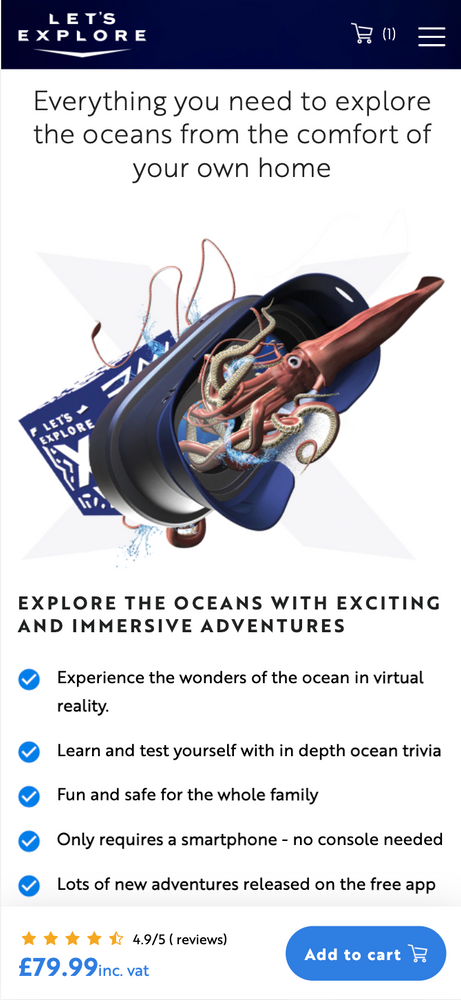 LET'S
EXPLORE
(1)
Everything you need to explore
the oceans from the comfort of
your own home
LET'S
EXPLORE
EXPLORE THE OCEANS WITH EXCITING
AND IMMERSIVE ADVENTURES
Experience the wonders of the ocean in virtual
reality.
Learn and test yourself with in depth ocean trivia
Fun and safe for the whole family
Only requires a smartphone - no console needed
Lots of new adventures released on the free app
4.9/5 ( reviews)
£79.99inc. vat
Add to cart